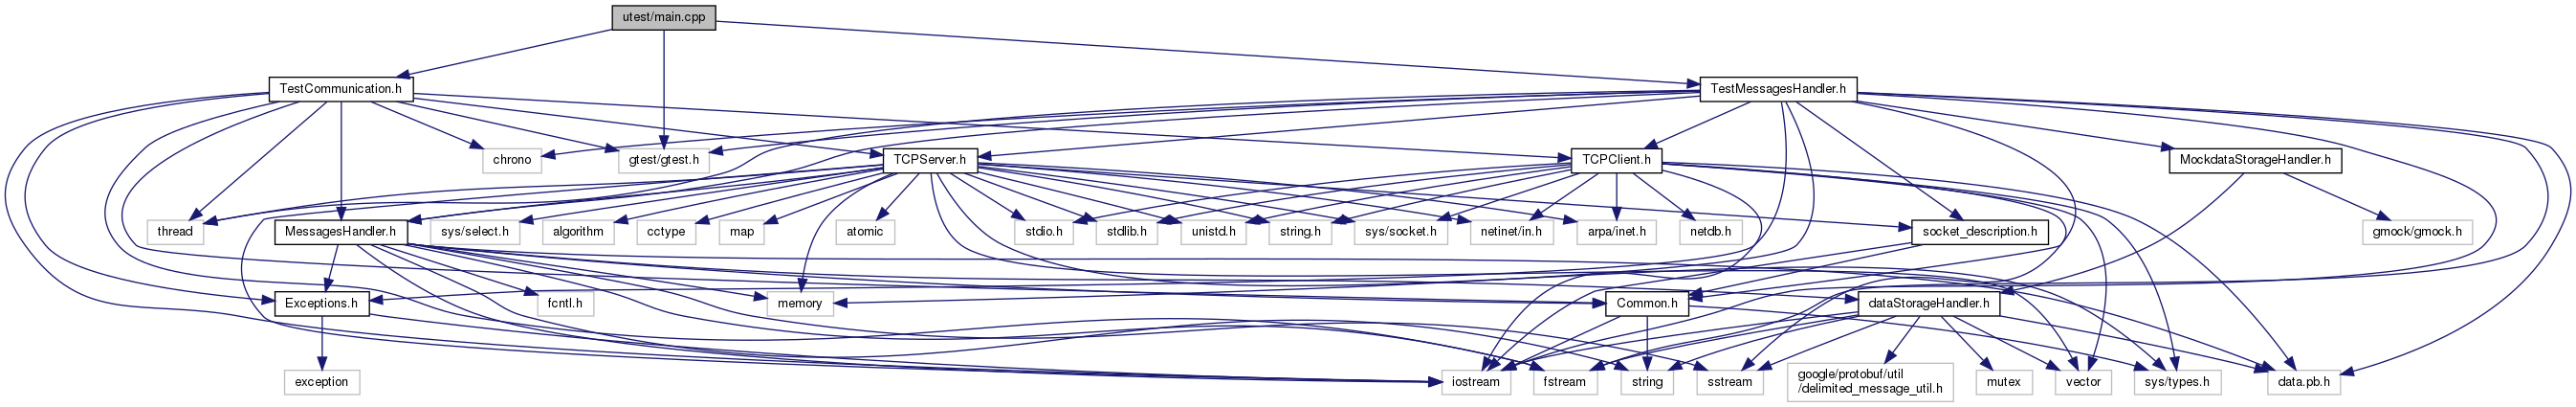 utest/main.cpp
TestCommunication.h
TestMessagesHandler.h
chrono
gtest/gtest.h
TCPServer.h
TCPClient.h
MockdataStorageHandler.h
thread
MessagesHandler.h
sys/select.h
algorithm
cctype
map
atomic
stdio.h
stdlib.h
unistd.h
string.h
sys/socket.h
netinet/in.h
arpa/inet.h
netdb.h
socket_description.h
gmock/gmock.h
Exceptions.h
fcntl.h
memory
Common.h
dataStorageHandler.h
exception
iostream
fstream
string
sstream
google/protobuf/util
/delimited_message_util.h
mutex
vector
sys/types.h
data.pb.h